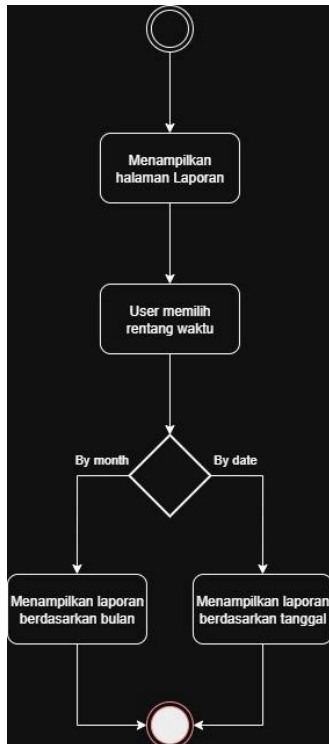 Menampilkan
halaman Laporan
User memilih
rentang waktu
By month
By date
Menampilkan laporan
berdasarkan bulan
Menampilkan laporan
berdasarkan tanggal